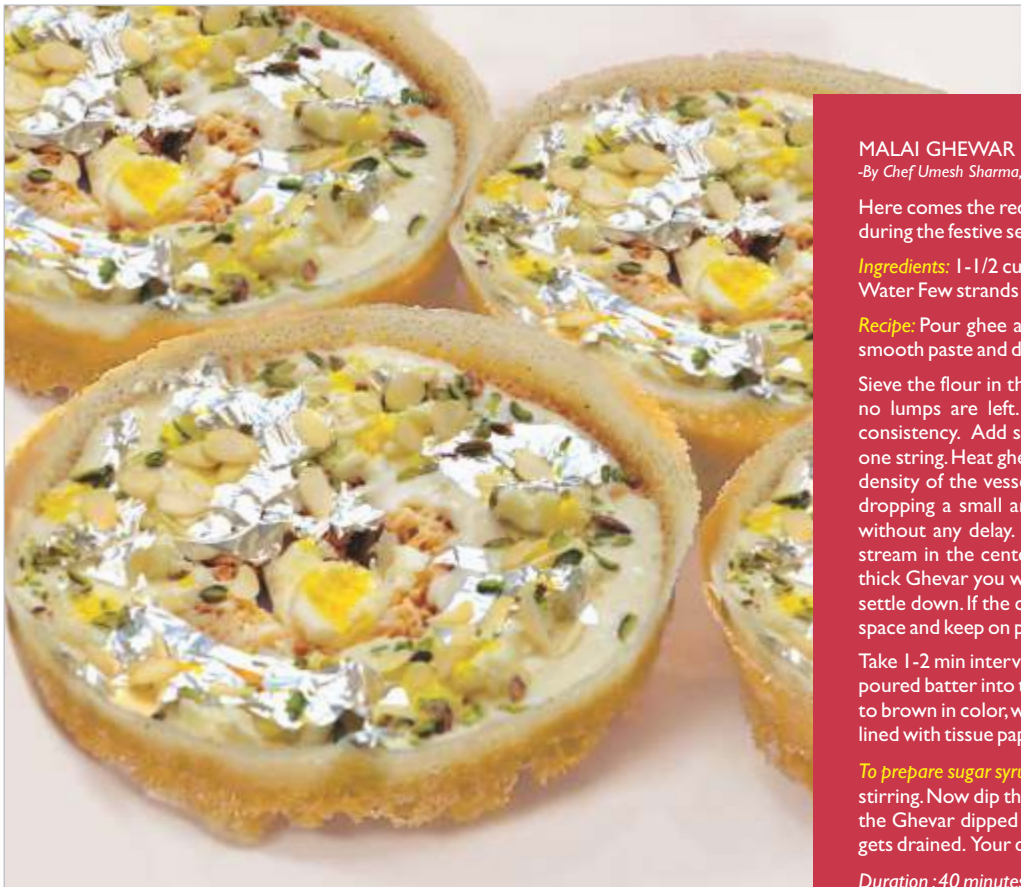 MALAI GHEWAR
-By Chef Umesh Sharma,
Here comes the rec
during the festive se
Ingredients: 1-1/2 cu
Water Few strands
Recipe: Pour ghee a
smooth paste and d
Sieve the flour in th
no lumps are left.
consistency. Add s
one string. Heat ghe
density of the vesse
dropping a small a
without any delay.
stream in the cente
thick Ghevar you w
settle down. If the c
space and keep on p
Take 1-2 min interv
poured batter into t
to brown in color, w
lined with tissue pap
To prepare sugar syru
stirring. Now dip th
the Ghevar dipped
gets drained. Your
Duration : 40 minutes